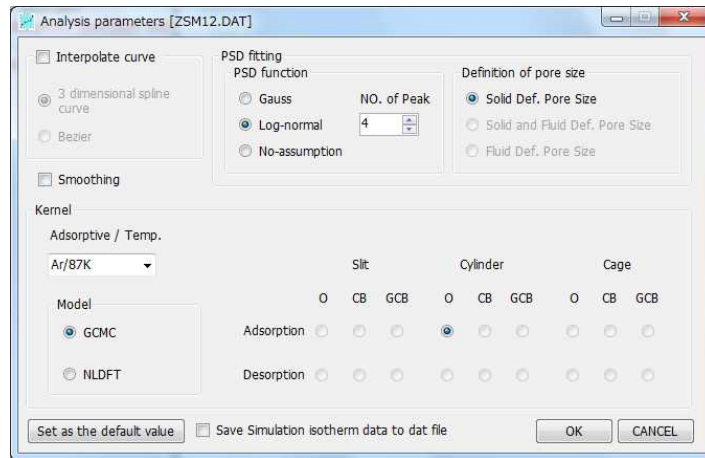 Analysis parameters [ZSM12.DAT]
Interpolate curve
3 dimensional spline
curve
Bezier
Smoothing
PSD fitting
PSD function
Gauss
NO. of Peak
Log-normal
4
No-assumption
Definition of pore size
Solid Def. Pore Size
Solid and Fluid Def. Pore Size
Fluid Def. Pore Size
Kernel
Adsorptive / Temp.
Ar/87K
Model
GCMC
NLDFT
Slit Cylinder Cage
O CB GCB O CB GCB O CB GCB
Adsorption
Desorption
Set as the default value
Save Simulation isotherm data to dat file
OK
CANCEL